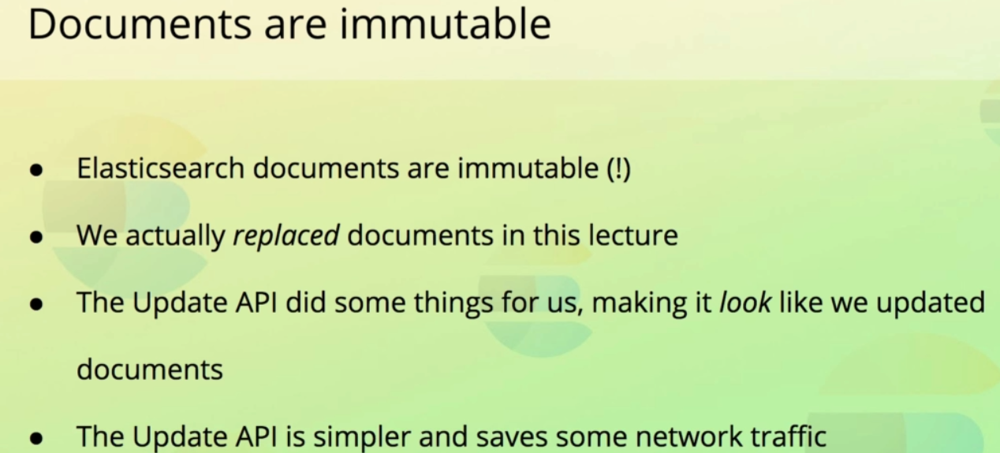 Documents are immutable
● Elasticsearch documents are immutable (!)
● We actually replaced documents in this lecture
● The Update API did some things for us, making it look like we updated
documents
● The Update API is simpler and saves some network traffic